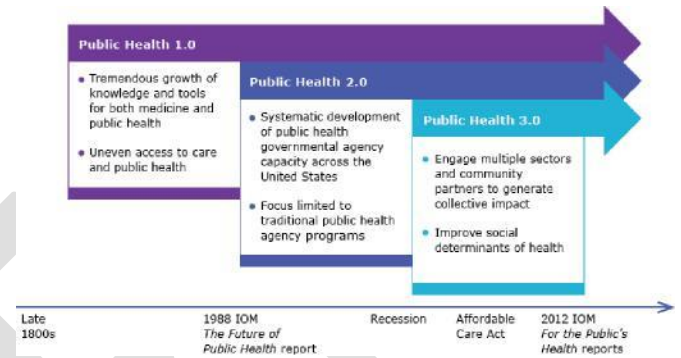 Public Health 1.0
• Tremendous growth of
knowledge and tools
for both medicine and
public health
• Uneven access to care
and public health
Public Health 2.0
• Systematic development
of public health
governmental agency
capacity across the
United States
• Focus limited to
traditional public health
agency programs
Public Health 3.0
• Engage multiple sectors
and community
partners to generate
collective impact
• Improve social
determinants of health
Late
1800s
1988 IOM
The Future of
Public Health report
Recession
Affordable
Care Act
2012 IOM
For the Public's
Health reports